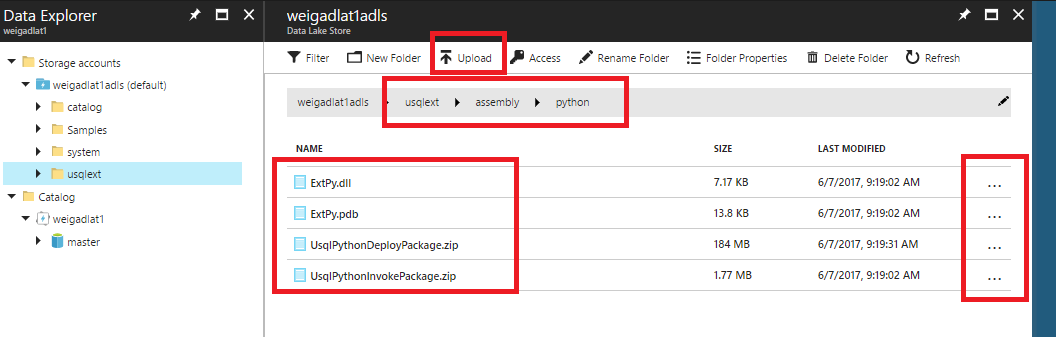 Data Explorer
weigadlat1
Storage accounts
weigadlat1adls (default)
catalog
Samples
system
usqlext
Catalog
weigadlat1
master
weigadlat1adls
Data Lake Store
Filter New Folder Upload Access Rename Folder Folder Properties Delete Folder Refresh
weigadlat1adls usqlext assembly python
NAME SIZE LAST MODIFIED
ExtPy.dll 7.17 KB 6/7/2017, 9:19:02 AM ...
ExtPy.pdb 13.8 KB 6/7/2017, 9:19:02 AM ...
UsqlPythonDeployPackage.zip 184 MB 6/7/2017, 9:19:31 AM ...
UsqlPythonInvokePackage.zip 1.77 MB 6/7/2017, 9:19:02 AM ...